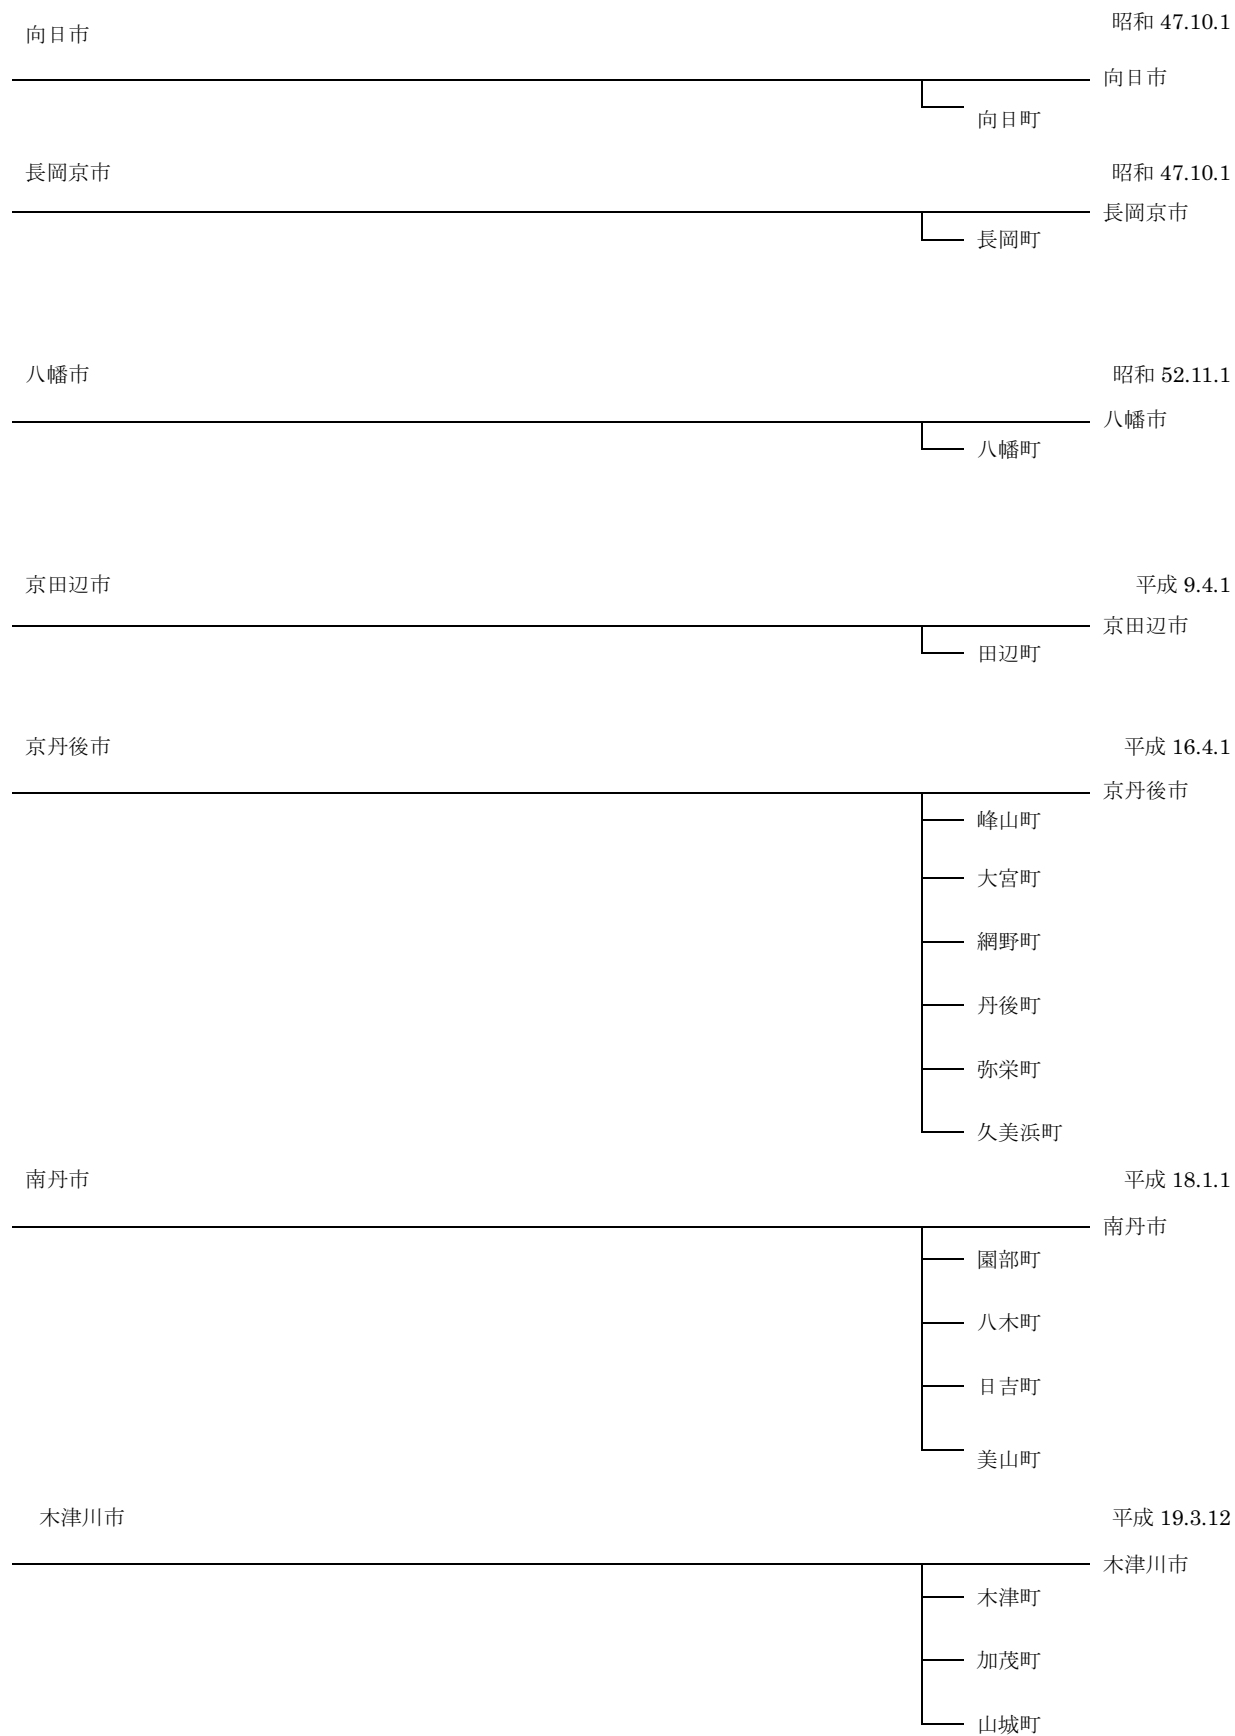 向日市
昭和 47.10.1
向日市
向日町
長岡京市
昭和 47.10.1
長岡京市
長岡町
八幡市
昭和 52.11.1
八幡市
八幡町
京田辺市
平成 9.4.1
京田辺市
田辺町
京丹後市
平成 16.4.1
京丹後市
峰山町
大宮町
網野町
丹後町
弥栄町
久美浜町
南丹市
平成 18.1.1
南丹市
園部町
八木町
日吉町
美山町
木津川市
平成 19.3.12
木津川市
木津町
加茂町
山城町